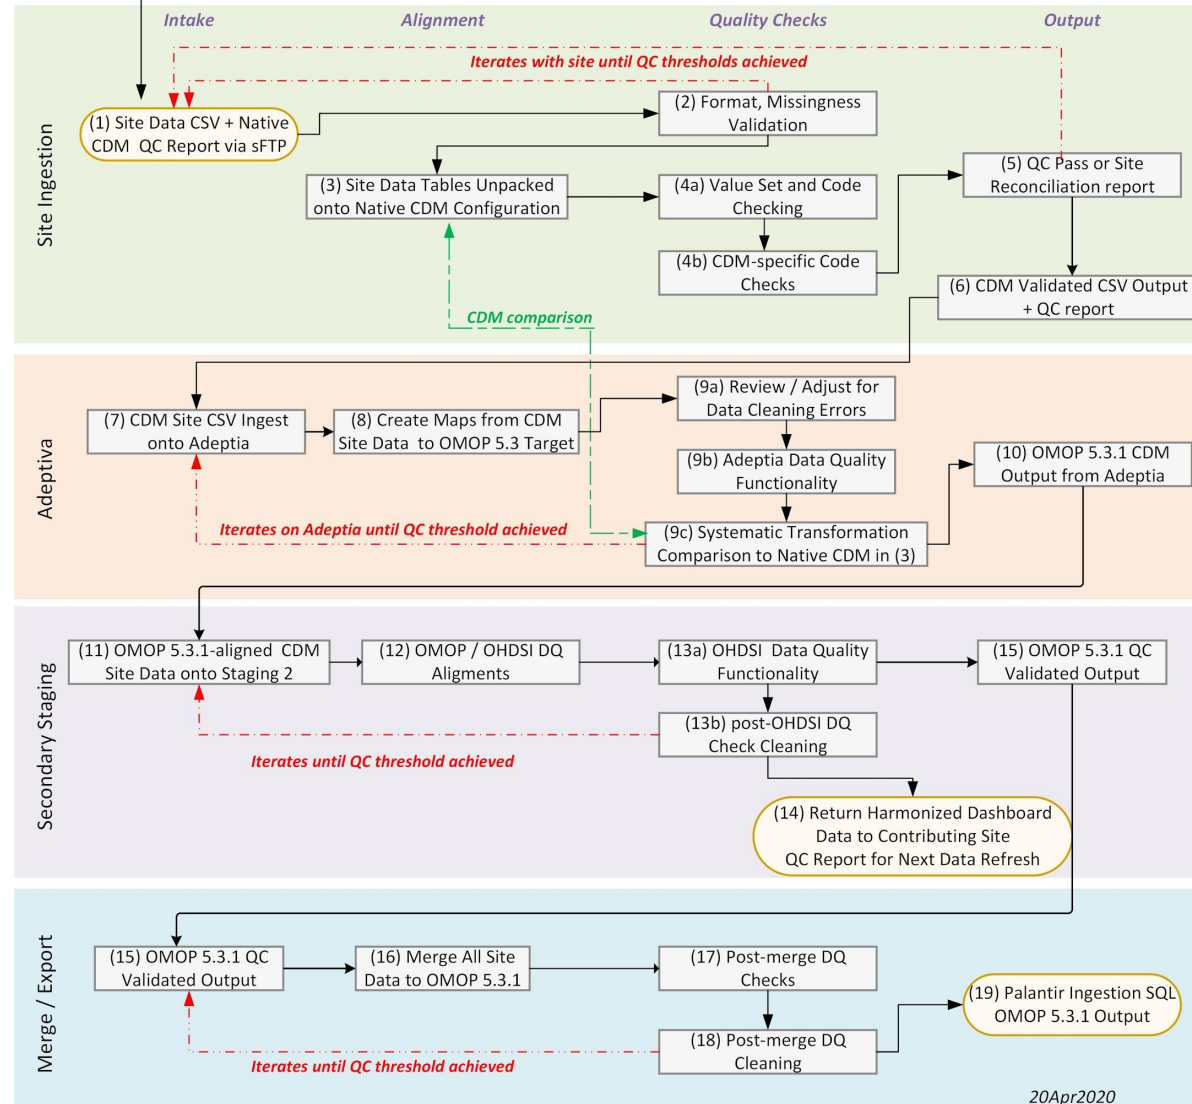 Intake
Alignment
Quality Checks
Output
Site Ingestion
Iterates with site until QC thresholds achieved
(1) Site Data CSV + Native
CDM QC Report via sFTP
(2) Format, Missingness
Validation
(3) Site Data Tables Unpacked
onto Native CDM Configuration
(4a) Value Set and Code
Checking
(4b) CDM-specific Code
Checks
(5) QC Pass or Site
Reconciliation report
(6) CDM Validated CSV Output
+ QC report
CDM comparison
Adeptiva
(7) CDM Site CSV Ingest
onto Adeptia
(8) Create Maps from CDM
Site Data to OMOP 5.3 Target
(9a) Review / Adjust for
Data Cleaning Errors
(9b) Adeptia Data Quality
Functionality
(9c) Systematic Transformation
Comparison to Native CDM in (3)
(10) OMOP 5.3.1 CDM
Output from Adeptia
Iterates on Adeptia until QC threshold achieved
Secondary Staging
(11) OMOP 5.3.1-aligned CDM
Site Data onto Staging 2
(12) OMOP / OHDSI DQ
Aligments
(13a) OHDSI Data Quality
Functionality
(13b) post-OHDSI DQ
Check Cleaning
(15) OMOP 5.3.1 QC
Validated Output
Iterates until QC threshold achieved
(14) Return Harmonized Dashboard
Data to Contributing Site
QC Report for Next Data Refresh
Merge / Export
(15) OMOP 5.3.1 QC
Validated Output
(16) Merge All Site
Data to OMOP 5.3.1
(17) Post-merge DQ
Checks
(18) Post-merge DQ
Cleaning
(19) Palantir Ingestion SQL
OMOP 5.3.1 Output
Iterates until QC threshold achieved
20Apr2020